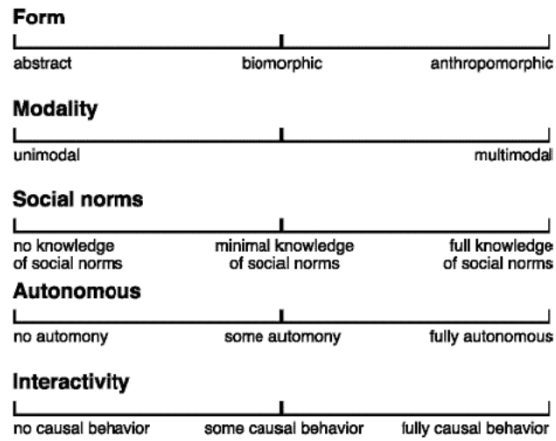 Form
abstract biomorphic anthropomorphic
Modality
unimodal multimodal
Social norms
no knowledge minimal knowledge full knowledge
of social norms of social norms of social norms
Autonomous
no automony some automony fully autonomous
Interactivity
no causal behavior some causal behavior fully causal behavior